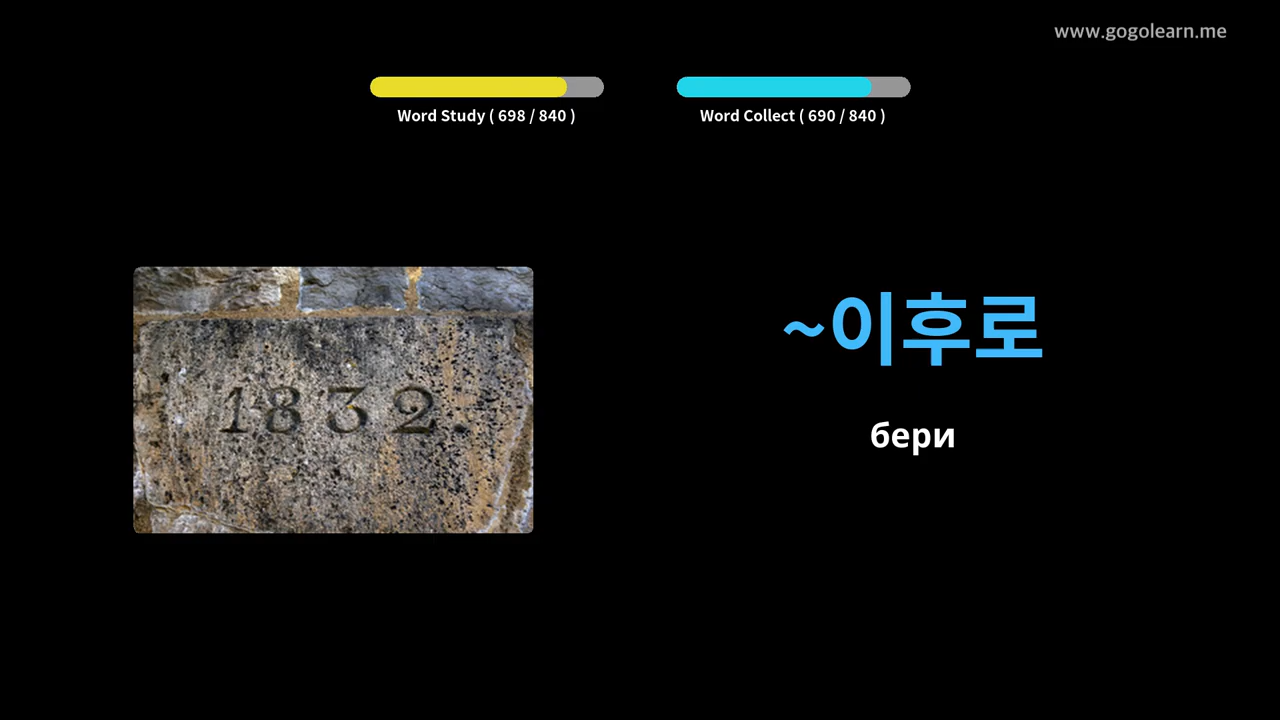 www.gogolearn.me
Word Study ( 698 / 840 )
Word Collect ( 690 / 840 )
1832.
~이후로
бери